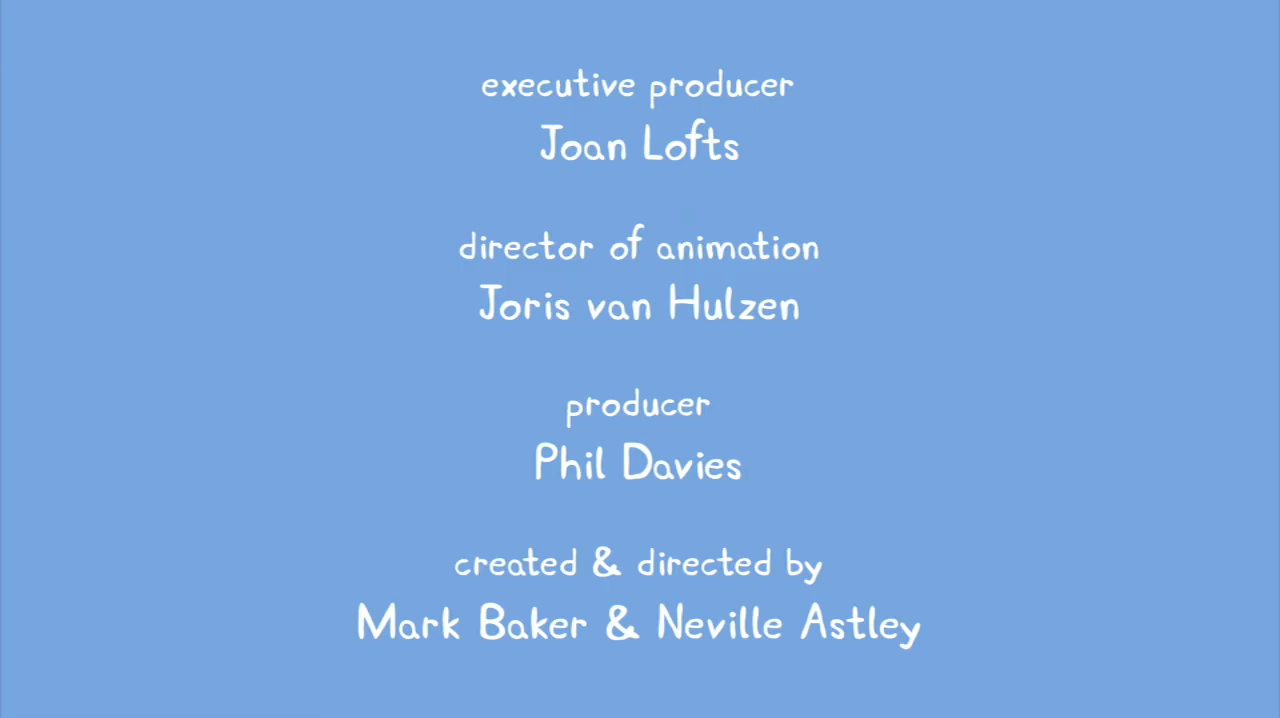 executive producer
Joan Lofts
director of animation
Joris van Hulzen
producer
Phil Davies
created & directed by
Mark Baker & Neville Astley